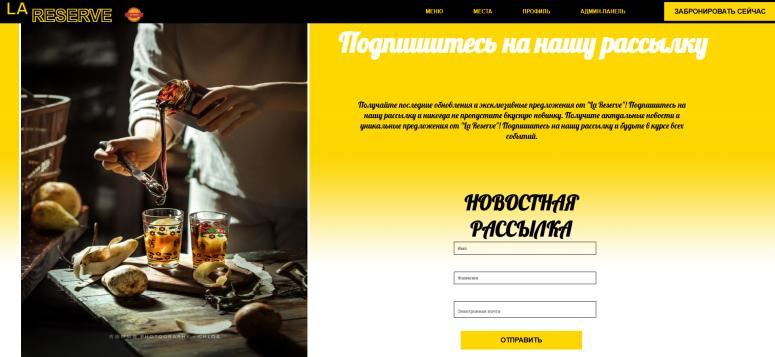 LA RESERVE
МЕНЮ МЕСТА ПРОФИЛЬ АДМИН-ПАНЕЛЬ ЗАБРОНИРОВАТЬ СЕЙЧАС
Подпишитесь на нашу рассылку
Получайте последние обновления и эксклюзивные предложения от "La Reserve"! Подпишитесь на
нашу рассылку и никогда не пропустите вкусную новинку. Получите актуальные новости и
уникальные предложения от "La Reserve"! Подпишитесь на нашу рассылку и будьте в курсе всех
событий.
НОВОСТНАЯ
РАССЫЛКА
Имя
Фамилия
Электронная почта
ОТПРАВИТЬ
PHOTOGRAPHY